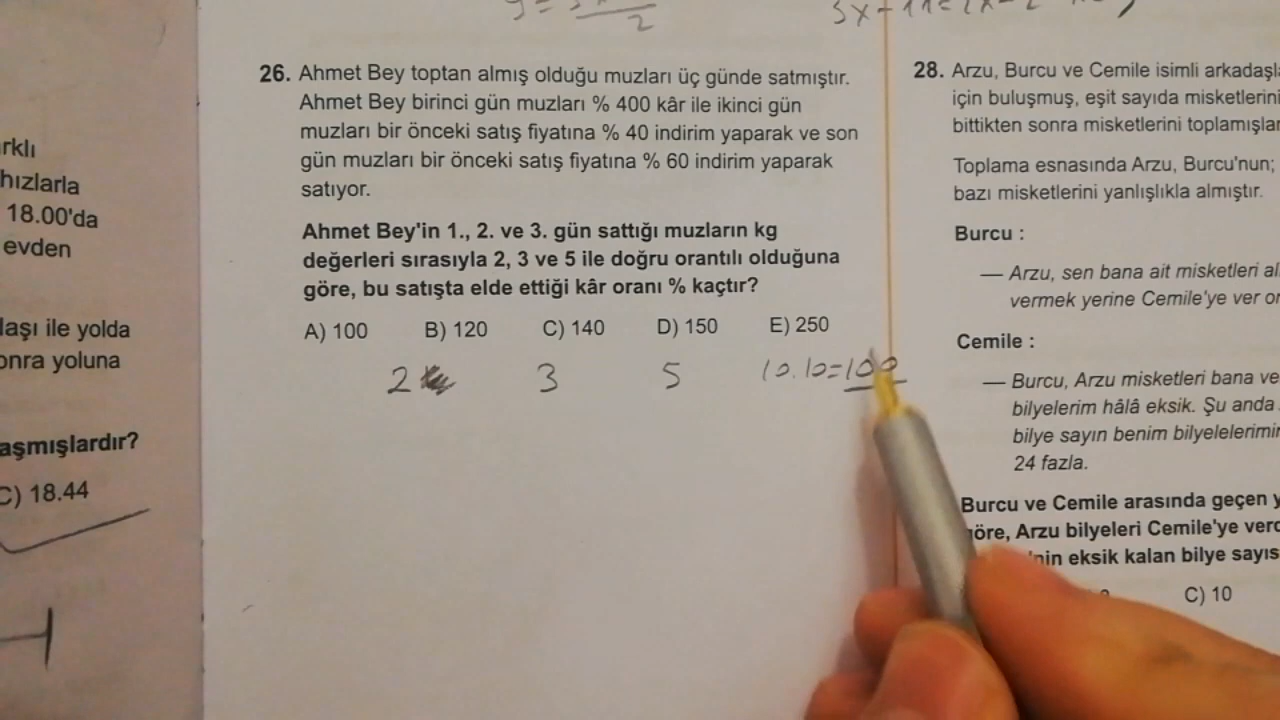 rklı
hızlarla
18.00'da
evden
laşı ile yolda
onra yoluna
aşmışlardır?
C) 18.44
2
26. Ahmet Bey toptan almış olduğu muzları üç günde satmıştır.
Ahmet Bey birinci gün muzları % 400 kâr ile ikinci gün
muzları bir önceki satış fiyatına % 40 indirim yaparak ve son
gün muzları bir önceki satış fiyatına % 60 indirim yaparak
satıyor.
Ahmet Bey'in 1., 2. ve 3. gün sattığı muzların kg
değerleri sırasıyla 2, 3 ve 5 ile doğru orantılı olduğuna
göre, bu satışta elde ettiği kâr oranı % kaçtır?
A) 100 B) 120 C) 140 D) 150 E) 250
2 3 5 10.10=100
28. Arzu, Burcu ve Cemile isimli arkadaşla
için buluşmuş, eşit sayıda misketlerini
bittikten sonra misketlerini toplamışlar
Toplama esnasında Arzu, Burcu'nun;
bazı misketlerini yanlışlıkla almıştır.
Burcu :
— Arzu, sen bana ait misketleri al
vermek yerine Cemile'ye ver
Cemile :
— Burcu, Arzu misketleri bana ve
bilyelerim hâlâ eksik. Şu anda
bilye sayın benim bilyelelerimin
24 fazla.
Burcu ve Cemile arasında geçen
göre, Arzu bilyeleri Cemile'ye verd
'nin eksik kalan bilye sayıs
C) 10